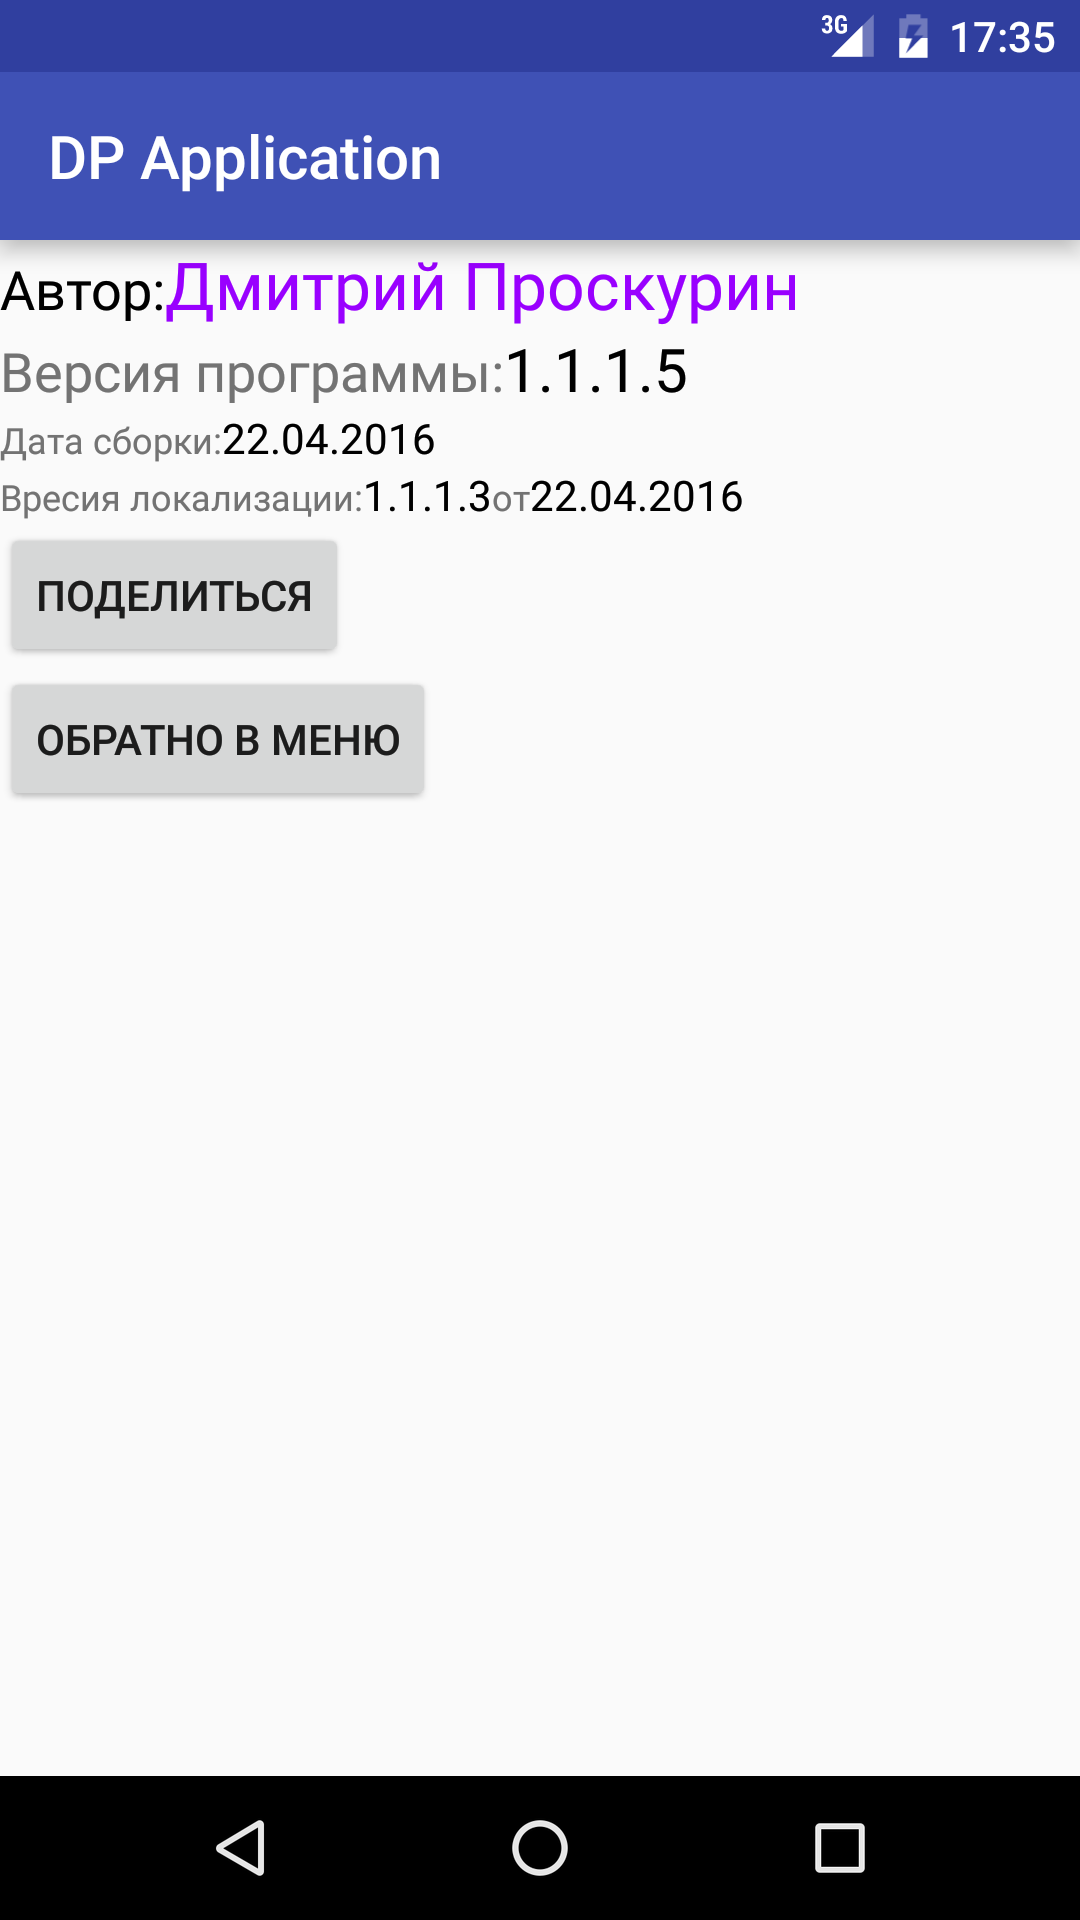 3G 17:35
DP Application
Автор:Дмитрий Проскурин
Версия программы:1.1.1.5
Дата сборки:22.04.2016
Вресия локализации:1.1.1.3от22.04.2016
ПОДЕЛИТЬСЯ
ОБРАТНО В МЕНЮ